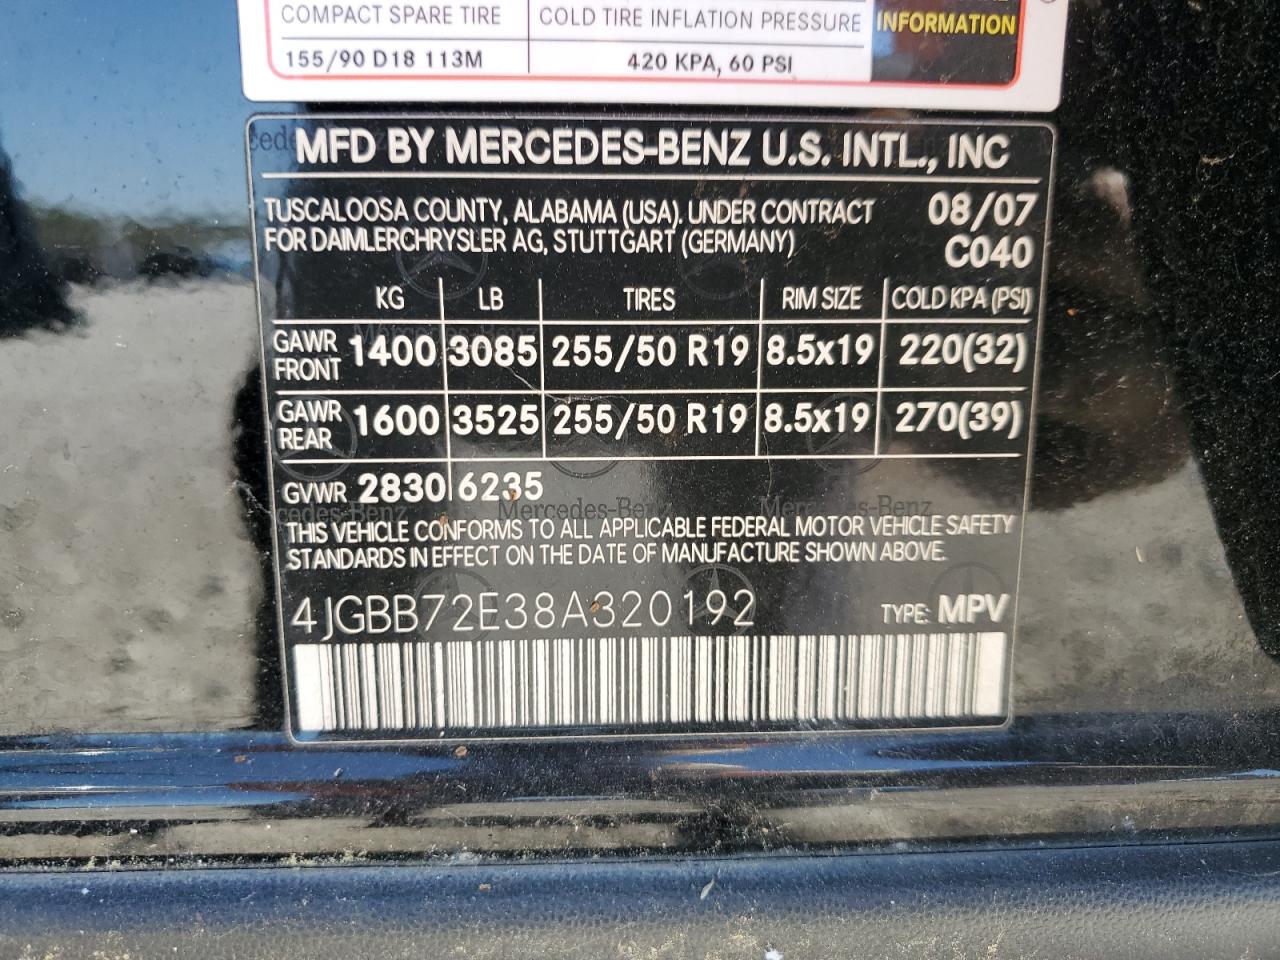 COMPACT SPARE TIRE COLD TIRE INFLATION PRESSURE
INFORMATION
155/90 D18 113M 420 KPA, 60 PSI
MFD BY MERCEDES-BENZ U.S. INTL., INC
TUSCALOOSA COUNTY, ALABAMA (USA). UNDER CONTRACT 08/07
FOR DAIMLERCHRYSLER AG, STUTTGART (GERMANY) C040
KG LB TIRES RIM SIZE COLD KPA (PSI)
GAWR FRONT 1400 3085 255/50 R19 8.5x19 220(32)
GAWR REAR 1600 3525 255/50 R19 8.5x19 270(39)
GVWR 2830 6235
THIS VEHICLE CONFORMS TO ALL APPLICABLE FEDERAL MOTOR VEHICLE SAFETY
STANDARDS IN EFFECT ON THE DATE OF MANUFACTURE SHOWN ABOVE.
4JGBB72E38A320192 TYPE: MPV